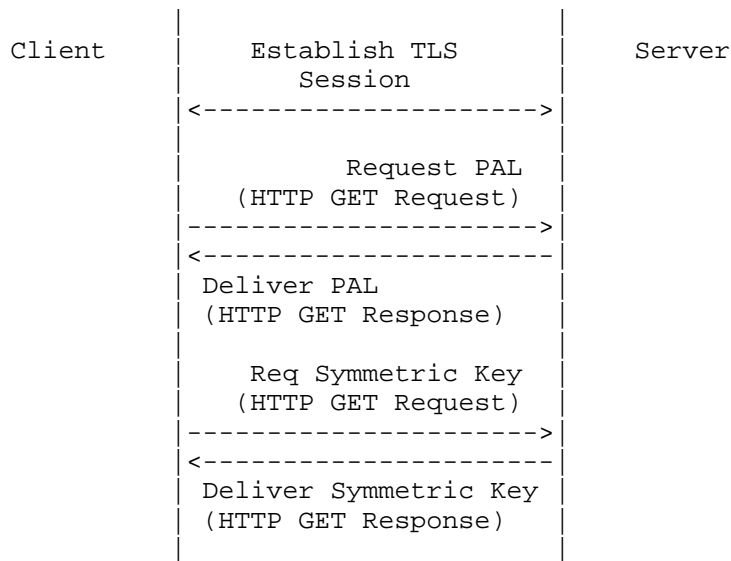 Client Establish TLS Server
Session
<---------------------->
Request PAL
(HTTP GET Request)
---------------------->
<----------------------
Deliver PAL
(HTTP GET Response)
Req Symmetric Key
(HTTP GET Request)
---------------------->
<----------------------
Deliver Symmetric Key
(HTTP GET Response)